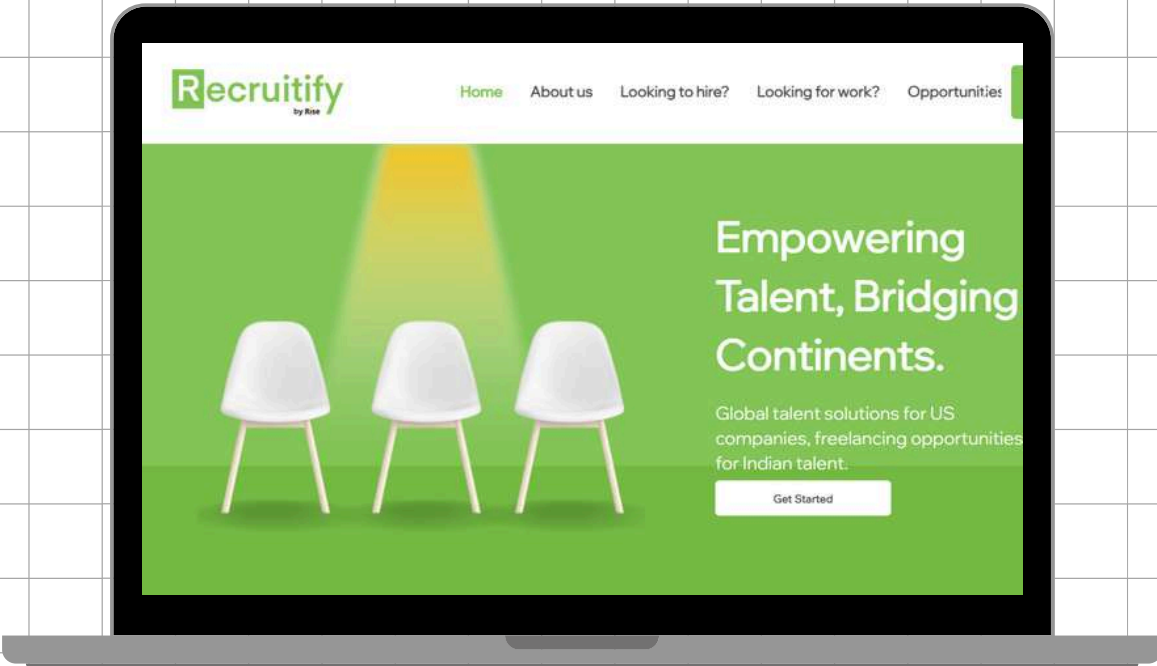 Recruitify
by Rise
Home About us Looking to hire? Looking for work? Opportunities
Empowering
Talent, Bridging
Continents.
Global talent solutions for US
companies, freelancing opportunities
for Indian talent.
Get Started